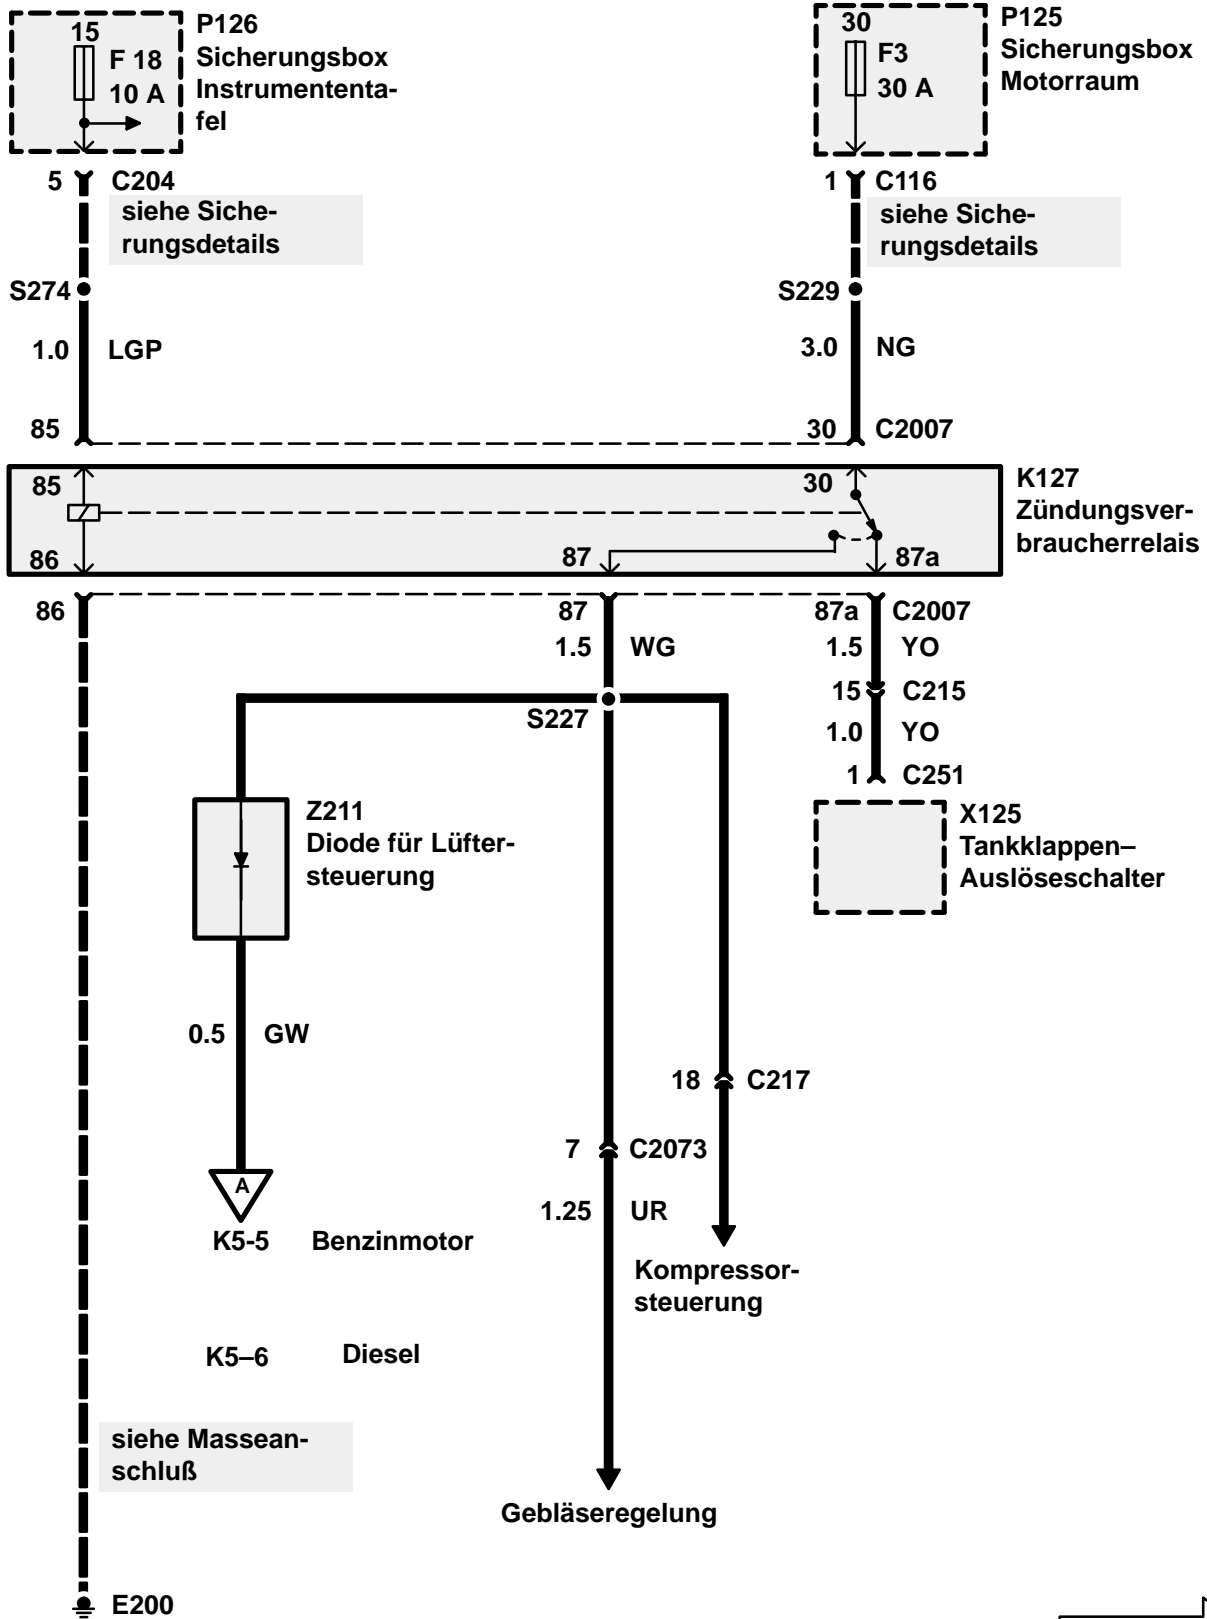 15
F 18
10 A
P126
Sicherungsbox
Instrumententa-
fel
30
F3
30 A
P125
Sicherungsbox
Motorraum
5
C204
siehe Siche-
rungsdetails
1
C116
siehe Siche-
rungsdetails
S274
S229
1.0
LGP
3.0
NG
85
30
C2007
85
30
86
87
87a
K127
Zündungsver-
braucherrelais
86
87
87a
C2007
1.5
WG
1.5
YO
S227
15
C215
1.0
YO
1
C251
Z211
Diode für Lüfter-
steuerung
X125
Tankklappen–
Auslöseschalter
0.5
GW
18
C217
7
C2073
A
1.25
UR
K5-5
Benzinmotor
Kompressor-
steuerung
K5–6
Diesel
siehe Massean-
schluß
Gebläseregelung
E200